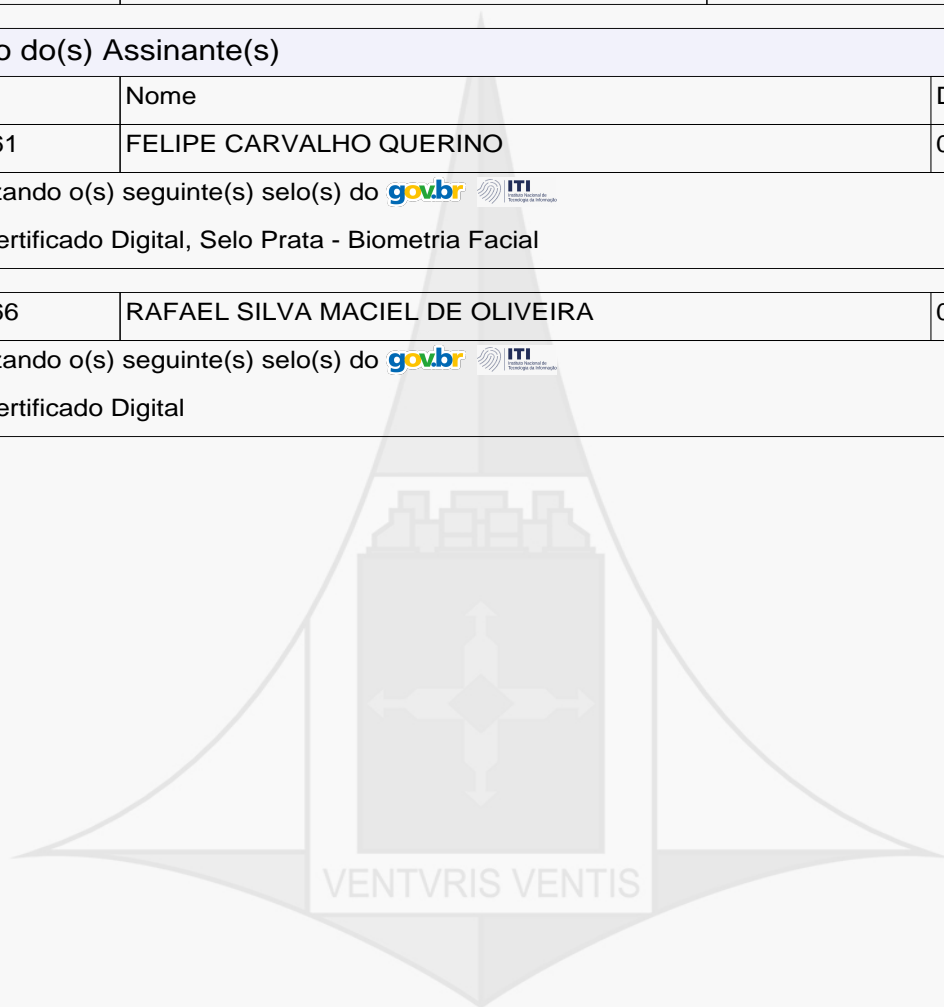 o do(s) Assinante(s)
Nome
61 FELIPE CARVALHO QUERINO
zando o(s) seguinte(s) selo(s) do gov.br ITI
ertificado Digital, Selo Prata - Biometria Facial
66 RAFAEL SILVA MACIEL DE OLIVEIRA
zando o(s) seguinte(s) selo(s) do gov.br ITI
ertificado Digital
VENTVRIS VENTIS